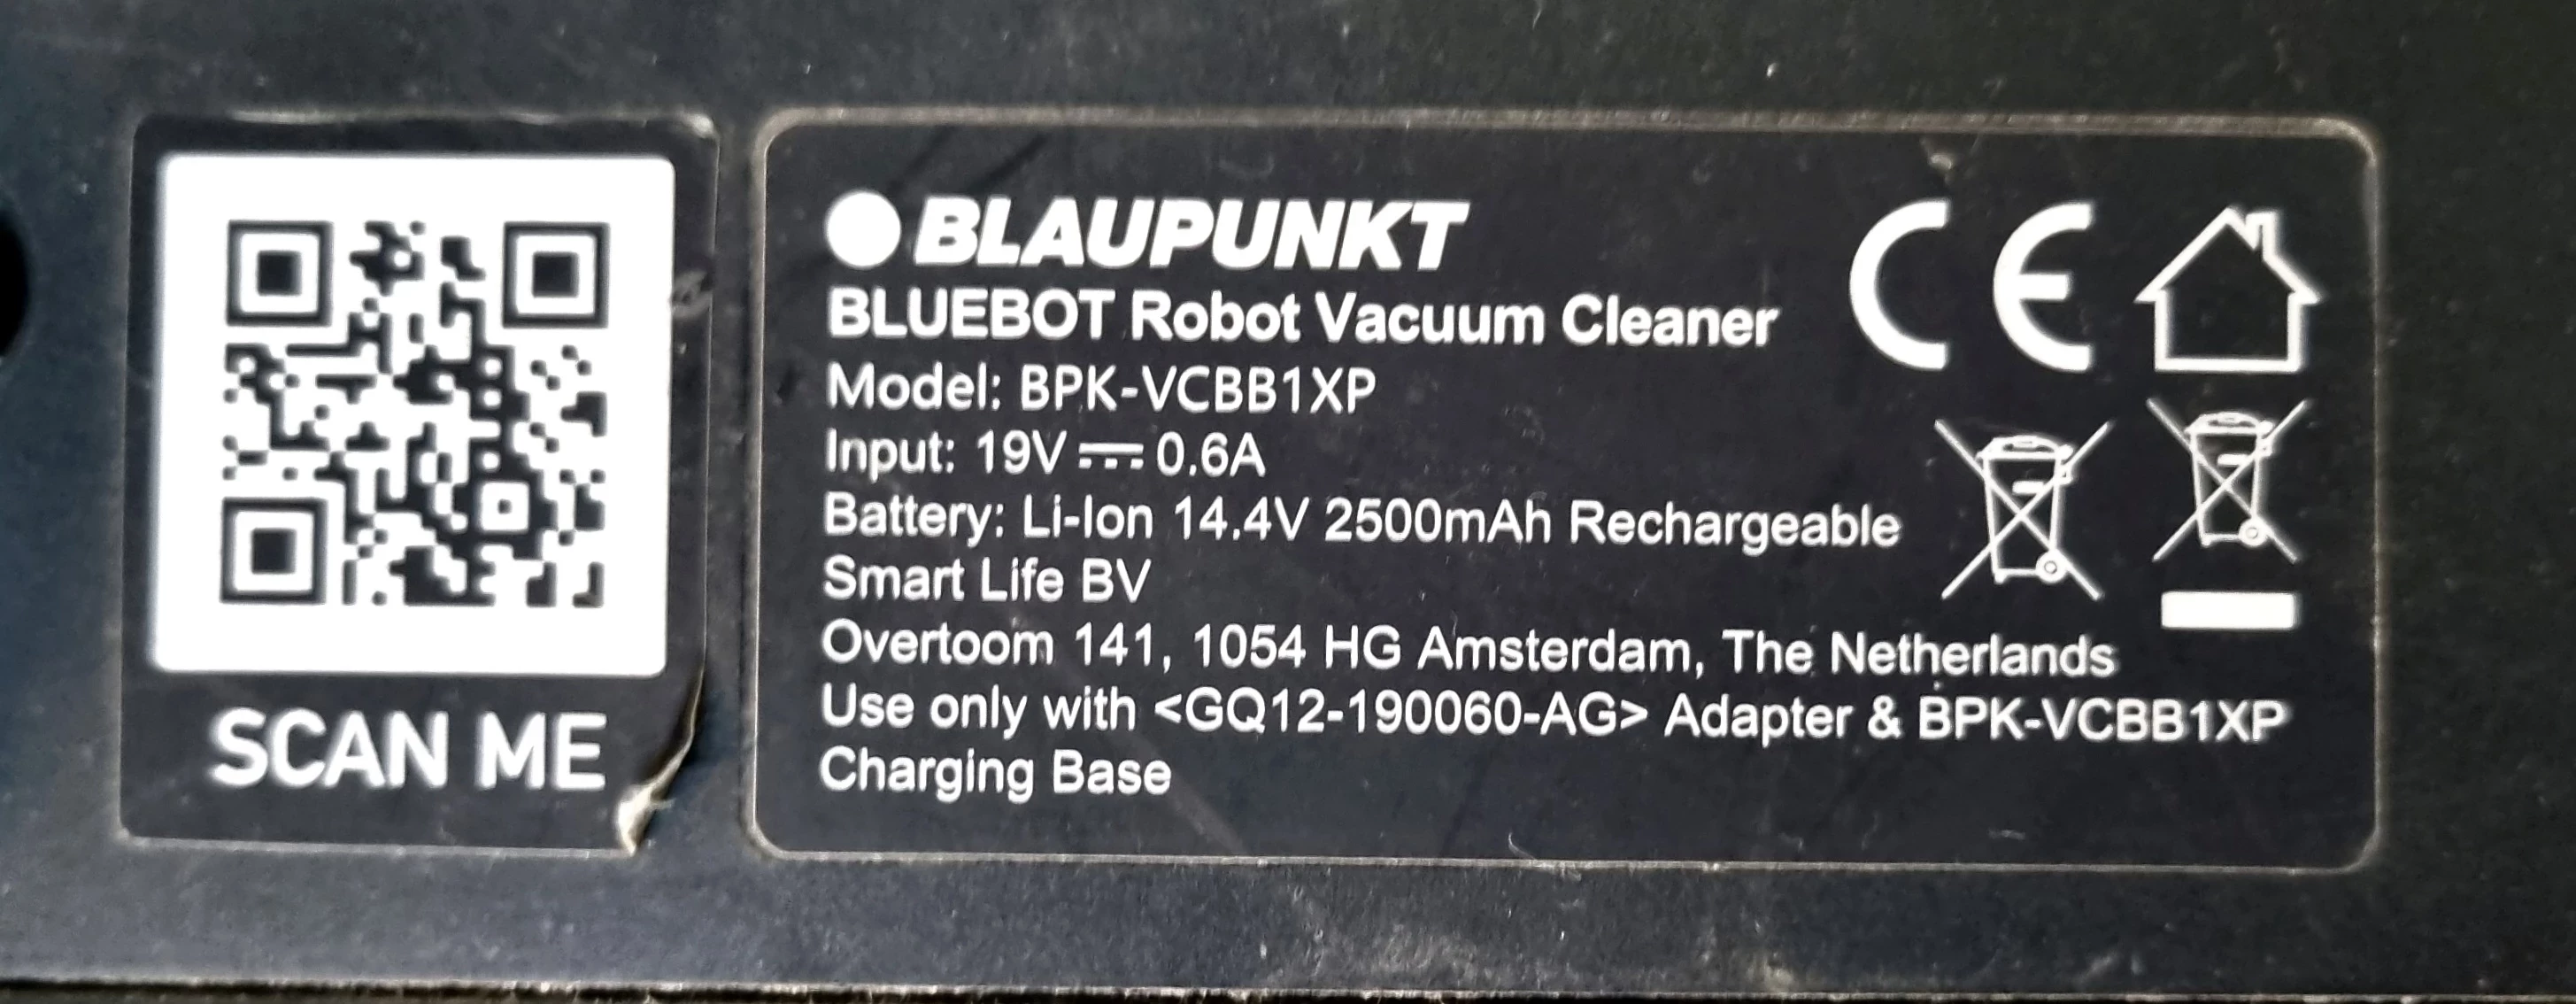 SCAN ME
BLAUPUNKT
BLUEBOT Robot Vacuum Cleaner
Model: BPK-VCBB1XP
Input: 19V ⎓ 0.6A
Battery: Li-Ion 14.4V 2500mAh Rechargeable
Smart Life BV
Overtoom 141, 1054 HG Amsterdam, The Netherlands
Use only with <GQ12-190060-AG> Adapter & BPK-VCBB1XP
Charging Base
CE